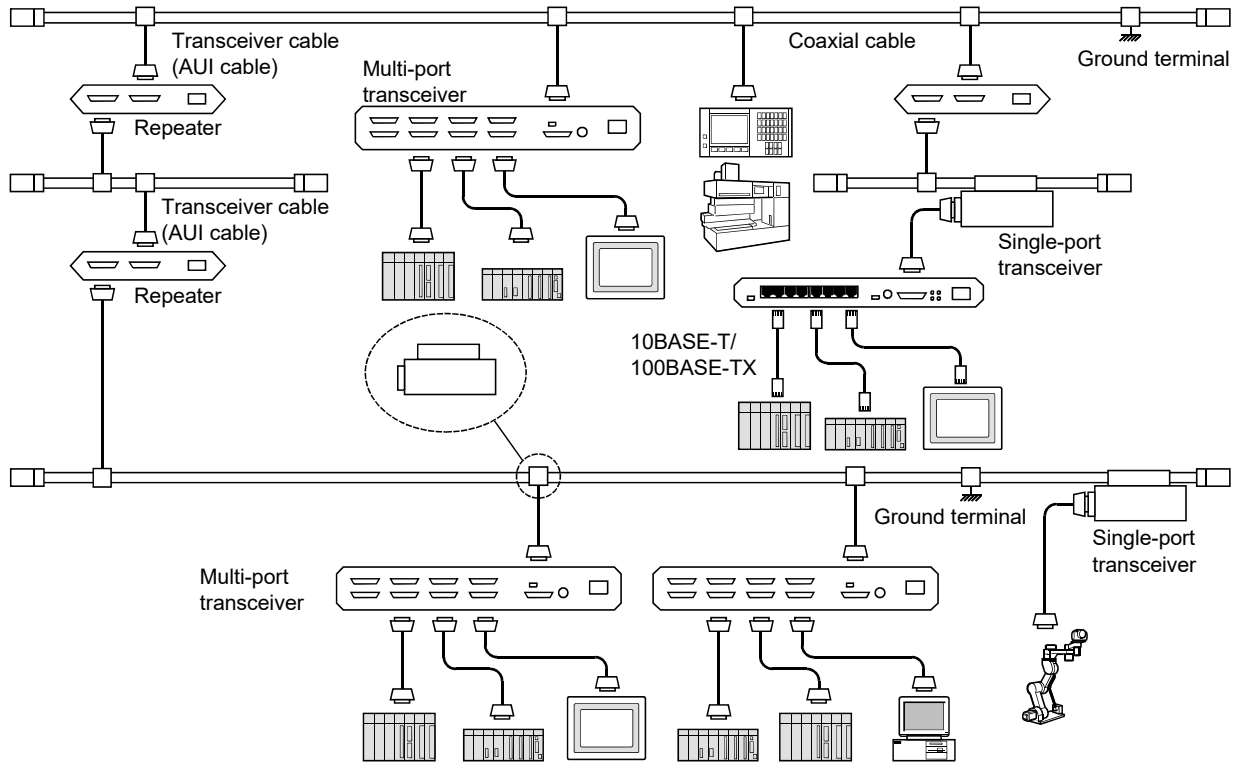 Transceiver cable
(AUI cable)
Coaxial cable
Ground terminal
Multi-port
transceiver
Repeater
Transceiver cable
(AUI cable)
Single-port
transceiver
Repeater
10BASE-T/
100BASE-TX
Ground terminal
Single-port
transceiver
Multi-port
transceiver